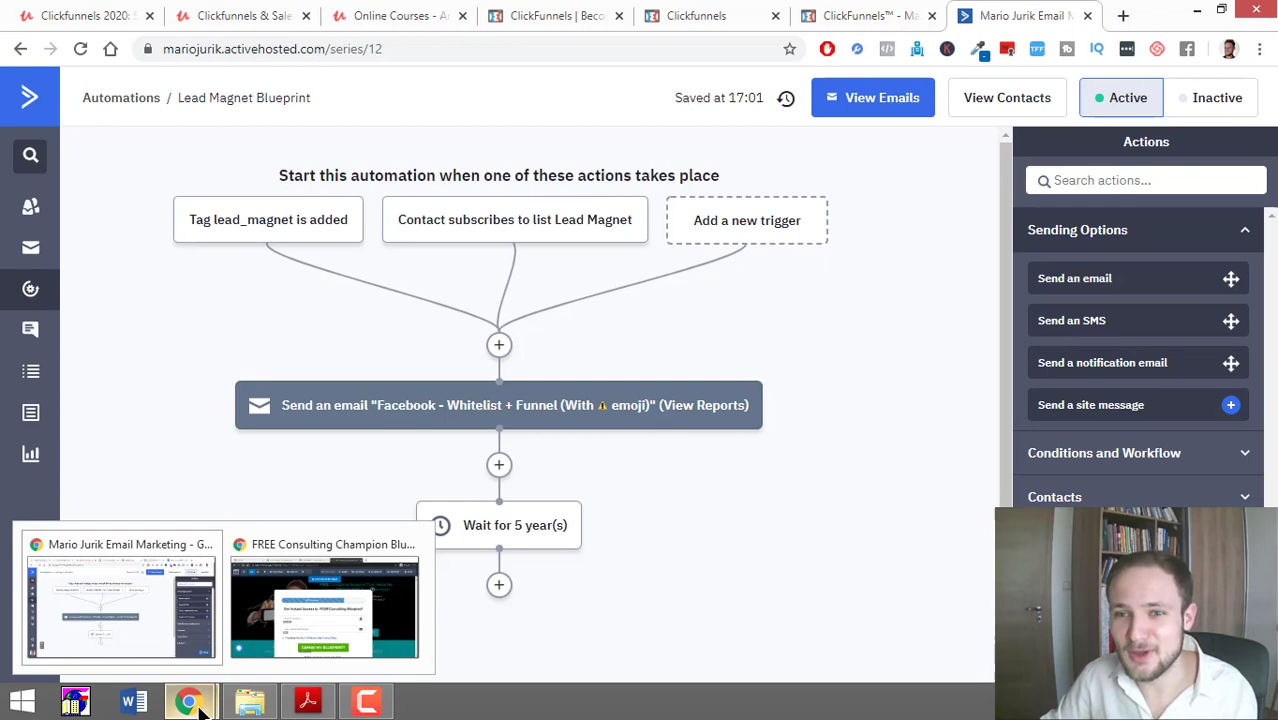 Clickfunnels 2020:
Clickfunnels & Sale
Online Courses - A
ClickFunnels | Beco
Clickfunnels
ClickFunnels™ - Ma
Mario Jurik Email M
mariojurik.activehosted.com/series/12
Automations / Lead Magnet Blueprint
Saved at 17:01
View Emails
View Contacts
Active
Inactive
Actions
Search actions...
Start this automation when one of these actions takes place
Tag lead_magnet is added
Contact subscribes to list Lead Magnet
Add a new trigger
Sending Options
Send an email
Send an SMS
Send a notification email
Send a site message
Send an email "Facebook - Whitelist + Funnel (With ⚠ emoji)" (View Reports)
Conditions and Workflow
Contacts
Wait for 5 year(s)
Mario Jurik Email Marketing - G...
FREE Consulting Champion Blu...